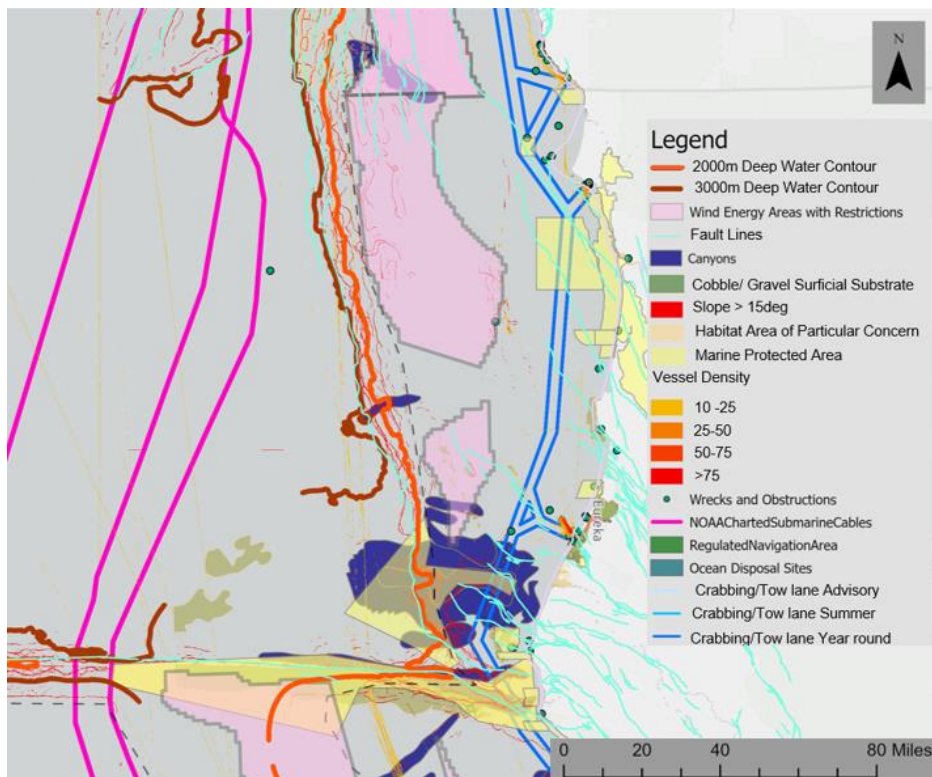 N
Legend
2000m Deep Water Contour
3000m Deep Water Contour
Wind Energy Areas with Restrictions
Fault Lines
Canyons
Cobble/ Gravel Surficial Substrate
Slope > 15deg
Habitat Area of Particular Concern
Marine Protected Area
Vessel Density
10 -25
25-50
50-75
>75
Wrecks and Obstructions
NOAAChartedSubmarineCables
RegulatedNavigationArea
Ocean Disposal Sites
Crabbing/Tow lane Advisory
Crabbing/Tow lane Summer
Crabbing/Tow lane Year round
Eureka
0 20 40 80 Miles